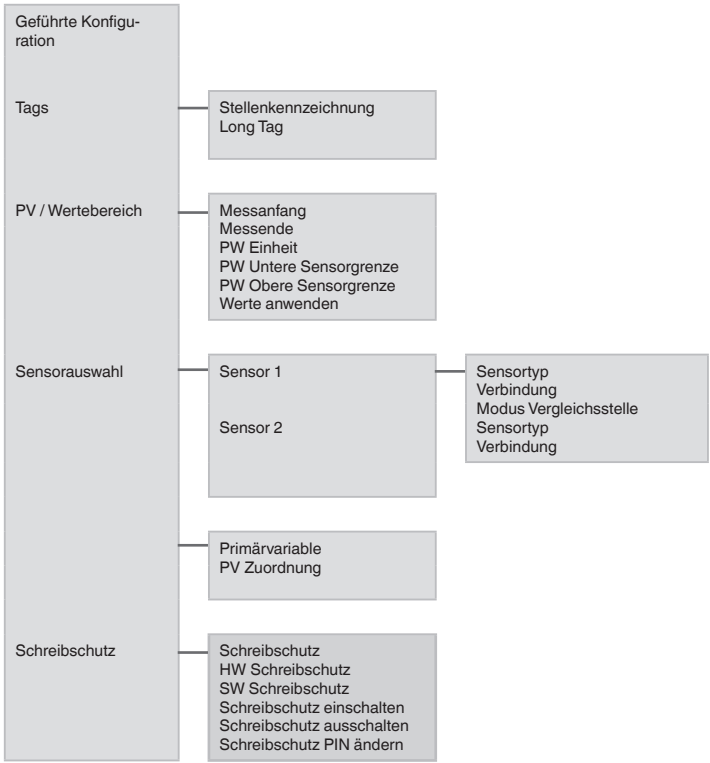 Geführte Konfigu-
ration
Tags
Stellenkennzeichnung
Long Tag
PV / Wertebereich
Messanfang
Messende
PW Einheit
PW Untere Sensorgrenze
PW Obere Sensorgrenze
Werte anwenden
Sensorauswahl
Sensor 1
Sensor 2
Sensortyp
Verbindung
Modus Vergleichsstelle
Sensortyp
Verbindung
Primärvariable
PV Zuordnung
Schreibschutz
Schreibschutz
HW Schreibschutz
SW Schreibschutz
Schreibschutz einschalten
Schreibschutz ausschalten
Schreibschutz PIN ändern